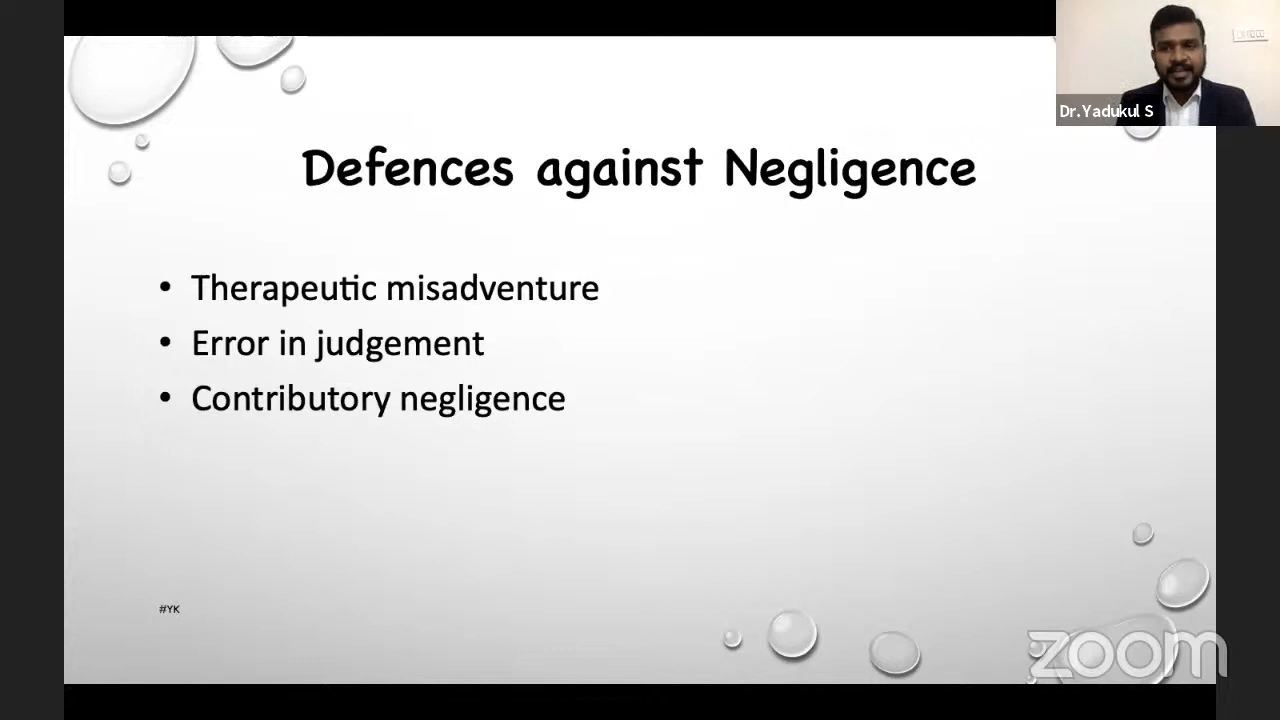 Dr.Yadukul S
Defences against Negligence
• Therapeutic misadventure
• Error in judgement
• Contributory negligence
#YK
zoom